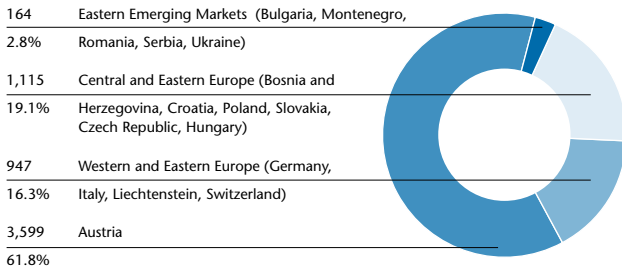 164 Eastern Emerging Markets (Bulgaria, Montenegro,
2.8% Romania, Serbia, Ukraine)
1,115 Central and Eastern Europe (Bosnia and
19.1% Herzegovina, Croatia, Poland, Slovakia,
Czech Republic, Hungary)
947 Western and Eastern Europe (Germany,
16.3% Italy, Liechtenstein, Switzerland)
3,599 Austria
61.8%